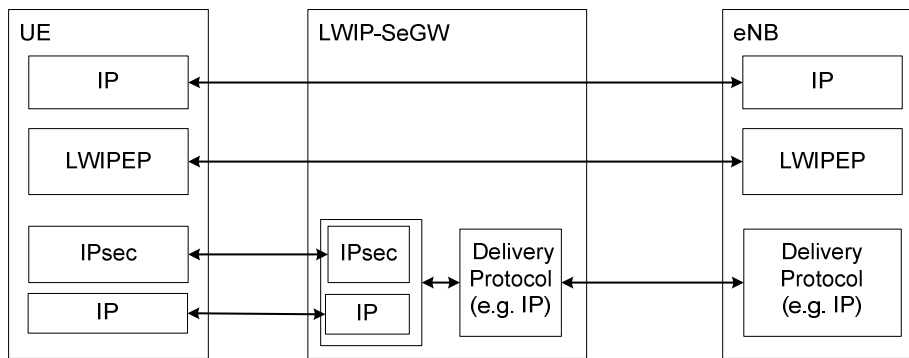 UE
IP
LWIPEP
IPsec
IP
LWIP-SeGW
IPsec
IP
Delivery
Protocol
(e.g. IP)
eNB
IP
LWIPEP
Delivery
Protocol
(e.g. IP)